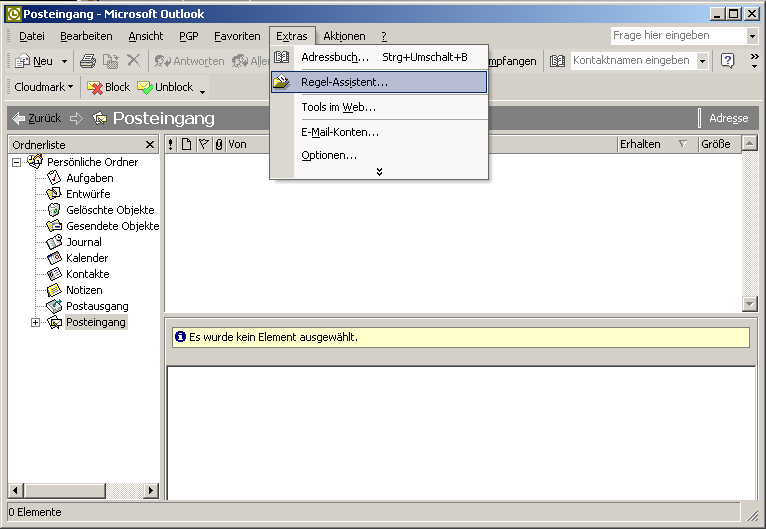 Posteingang - Microsoft Outlook
Datei Bearbeiten Ansicht PGP Favoriten Extras Aktionen ? Frage hier eingeben
Neu Antworten mpfangen Kontaktnamen eingeben
Cloudmark Block Unblock
Adressbuch... Strg+Umschalt+B
Regel-Assistent...
Tools im Web...
E-Mail-Konten...
Optionen...
Zurück Posteingang Adresse
Ordnerliste
! Von Erhalten Größe
Persönliche Ordner
Aufgaben
Entwürfe
Gelöschte Objekte
Gesendete Objekte
Journal
Kalender
Kontakte
Notizen
Postausgang
Posteingang
Es wurde kein Element ausgewählt.
0 Elemente